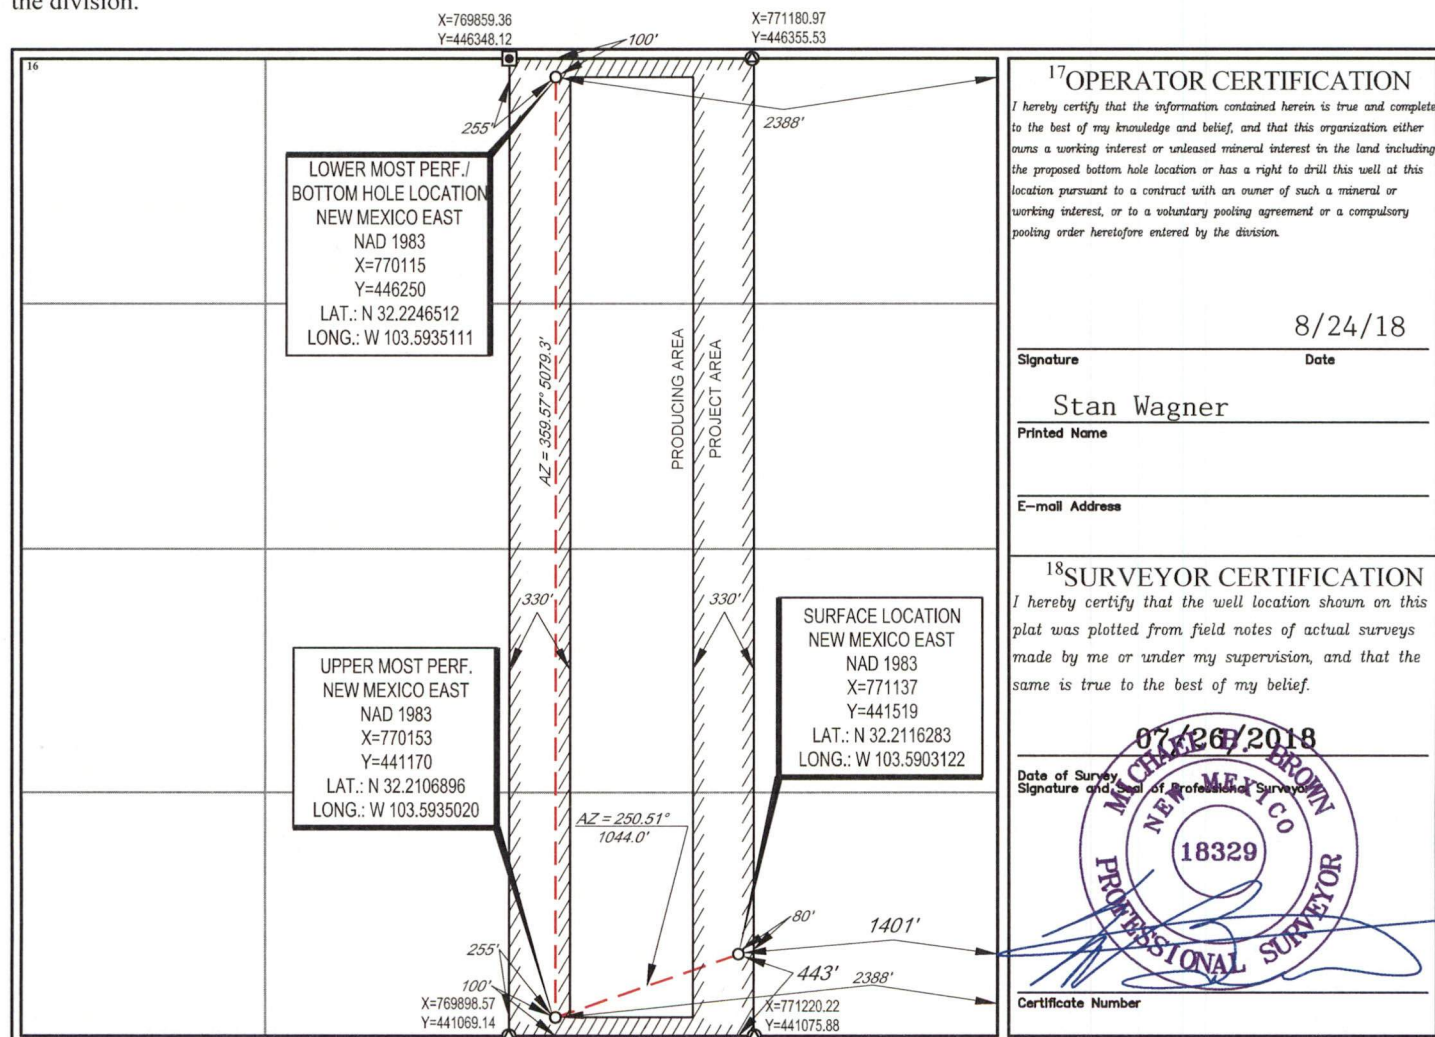 the division.
X=769859.36
Y=446348.12
X=771180.97
Y=446355.53
16
100'
255'
2388'
LOWER MOST PERF./
BOTTOM HOLE LOCATION
NEW MEXICO EAST
NAD 1983
X=770115
Y=446250
LAT.: N 32.2246512
LONG.: W 103.5935111
AZ = 359.57° 5079.3'
PRODUCING AREA
PROJECT AREA
330'
330'
UPPER MOST PERF.
NEW MEXICO EAST
NAD 1983
X=770153
Y=441170
LAT.: N 32.2106896
LONG.: W 103.5935020
SURFACE LOCATION
NEW MEXICO EAST
NAD 1983
X=771137
Y=441519
LAT.: N 32.2116283
LONG.: W 103.5903122
AZ = 250.51°
1044.0'
80'
1401'
255'
443'
2388'
100'
X=769898.57
Y=441069.14
X=771220.22
Y=441075.88
17 OPERATOR CERTIFICATION
I hereby certify that the information contained herein is true and complete
to the best of my knowledge and belief, and that this organization either
owns a working interest or unleased mineral interest in the land including
the proposed bottom hole location or has a right to drill this well at this
location pursuant to a contract with an owner of such a mineral or
working interest, or to a voluntary pooling agreement or a compulsory
pooling order heretofore entered by the division.
8/24/18
Signature Date
Stan Wagner
Printed Name
E-mail Address
18 SURVEYOR CERTIFICATION
I hereby certify that the well location shown on this
plat was plotted from field notes of actual surveys
made by me or under my supervision, and that the
same is true to the best of my belief.
07/26/2018
Date of Survey
Signature and Seal of Professional Surveyor
MICHAEL B. BROWN
NEW MEXICO
18329
PROFESSIONAL SURVEYOR
Certificate Number